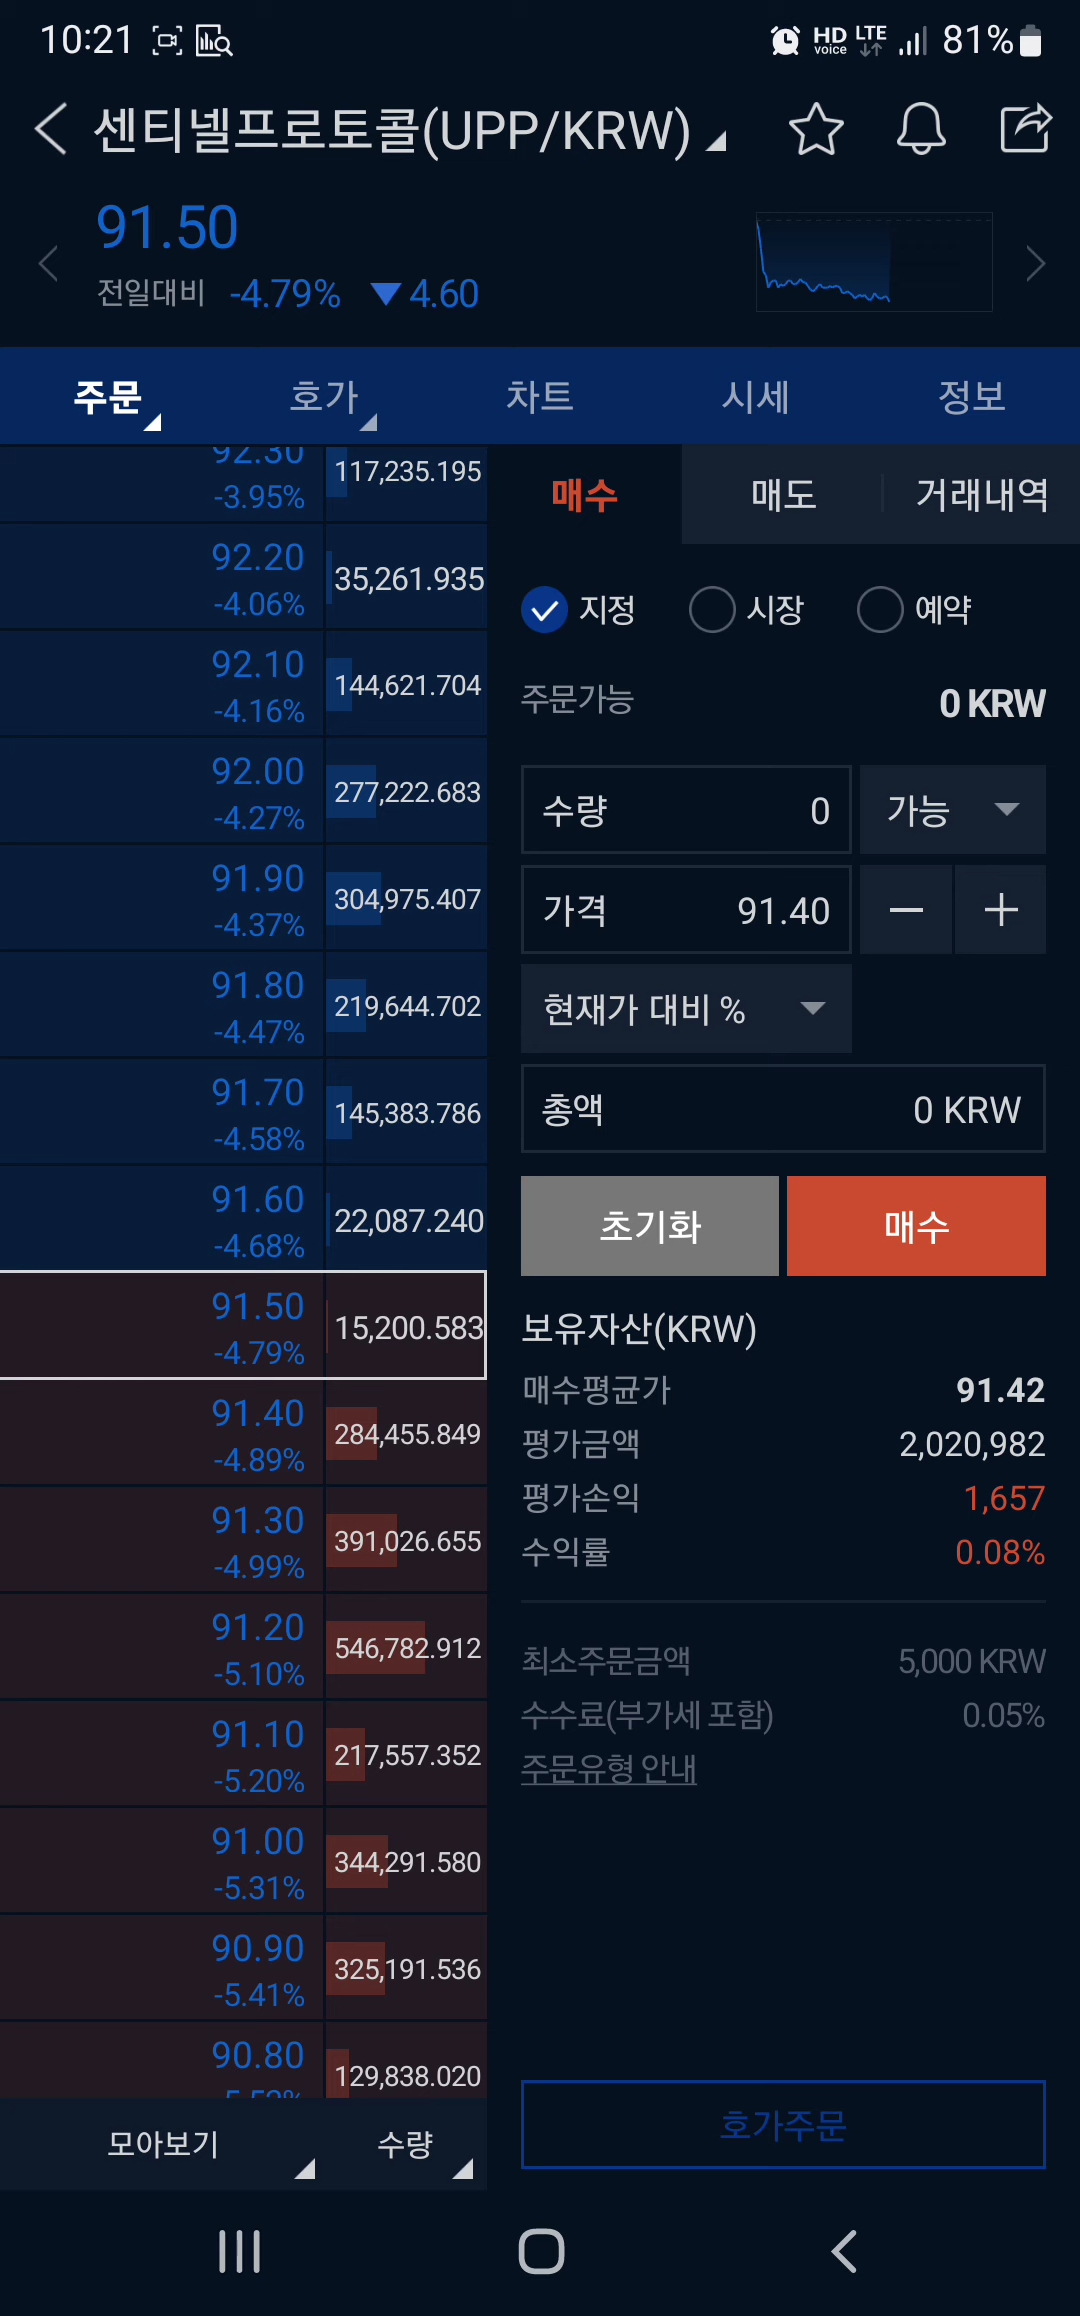 10:21 HD voice LTE 81%
센티넬프로토콜(UPP/KRW)
91.50
전일대비 -4.79% ▼4.60
주문 호가 차트 시세 정보
92.30 117,235.195
-3.95%
92.20 35,261.935
-4.06%
92.10 144,621.704
-4.16%
92.00 277,222.683
-4.27%
91.90 304,975.407
-4.37%
91.80 219,644.702
-4.47%
91.70 145,383.786
-4.58%
91.60 22,087.240
-4.68%
91.50 15,200.583
-4.79%
91.40 284,455.849
-4.89%
91.30 391,026.655
-4.99%
91.20 546,782.912
-5.10%
91.10 217,557.352
-5.20%
91.00 344,291.580
-5.31%
90.90 325,191.536
-5.41%
90.80 129,838.020
모아보기 수량
매수 매도 거래내역
지정 시장 예약
주문가능 0 KRW
수량 0 가능
가격 91.40 − +
현재가 대비 %
총액 0 KRW
초기화 매수
보유자산(KRW)
매수평균가 91.42
평가금액 2,020,982
평가손익 1,657
수익률 0.08%
최소주문금액 5,000 KRW
수수료(부가세 포함) 0.05%
주문유형 안내
호가주문